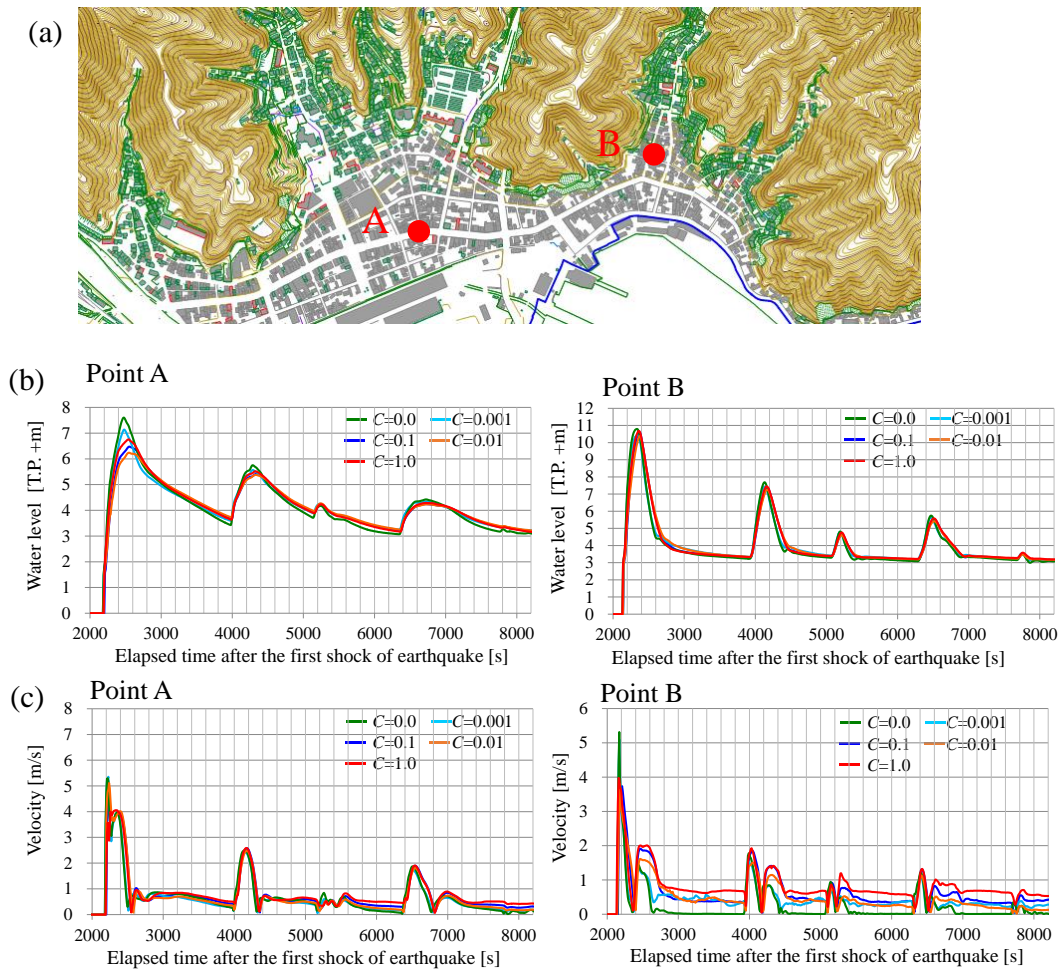 (a)
B
A
(b)
Point A
Water level [T.P. +m]
8
7
6
5
4
3
2
1
0
C=0.0
C=0.001
C=0.1
C=0.01
C=1.0
2000 3000 4000 5000 6000 7000 8000
Elapsed time after the first shock of earthquake [s]
Point B
Water level [T.P. +m]
12
11
10
9
8
7
6
5
4
3
2
1
0
C=0.0
C=0.001
C=0.1
C=0.01
C=1.0
2000 3000 4000 5000 6000 7000 8000
Elapsed time after the first shock of earthquake [s]
(c)
Point A
Velocity [m/s]
8
7
6
5
4
3
2
1
0
C=0.0
C=0.001
C=0.1
C=0.01
C=1.0
2000 3000 4000 5000 6000 7000 8000
Elapsed time after the first shock of earthquake [s]
Point B
Velocity [m/s]
6
5
4
3
2
1
0
C=0.0
C=0.001
C=0.1
C=0.01
C=1.0
2000 3000 4000 5000 6000 7000 8000
Elapsed time after the first shock of earthquake [s]